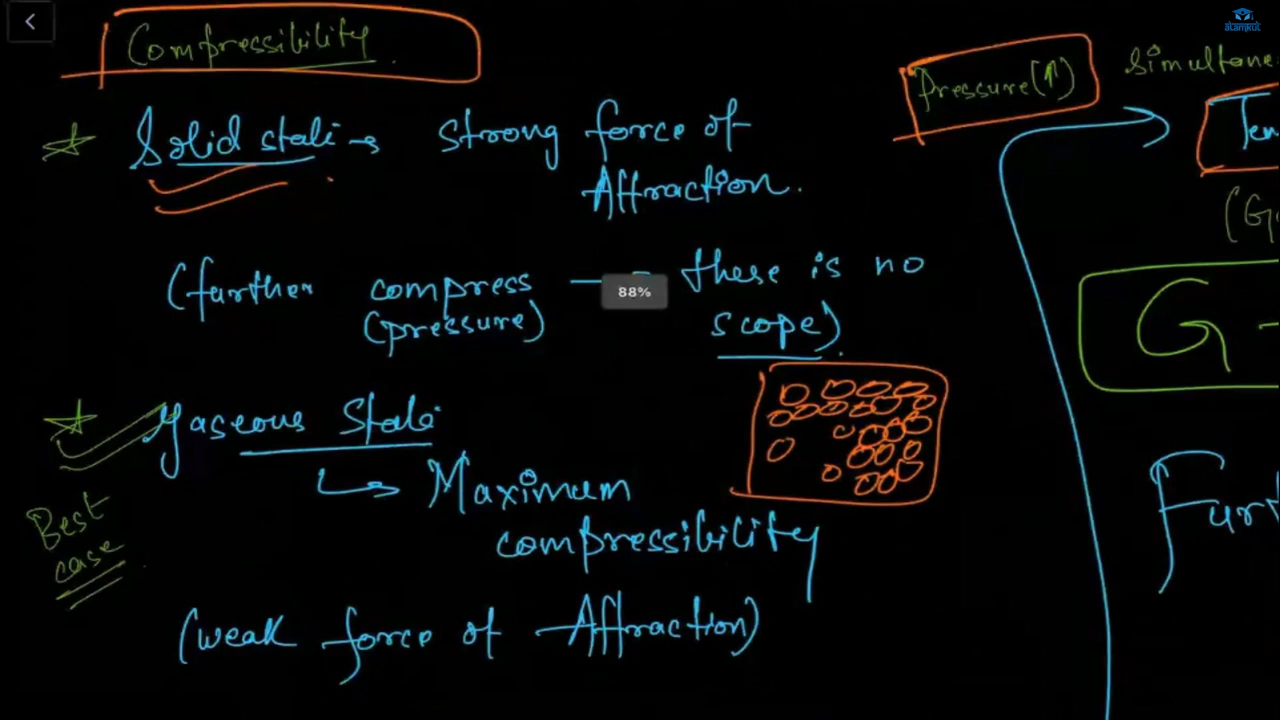 Compressibility
Solid state → Strong force of
Attraction.
(further compress → there is no
(pressure) scope).
88%
Gaseous State
↳ Maximum
compressibility
Best
case
(weak force of Attraction)
Pressure(↑)
G
atamkul